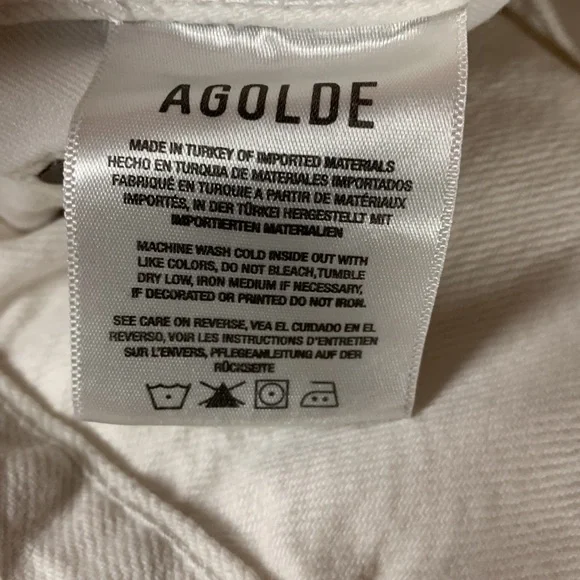 AGOLDE
MADE IN TURKEY OF IMPORTED MATERIALS
HECHO EN TURQUIA DE MATERIALES IMPORTADOS
FABRIQUÉ EN TURQUIE A PARTIR DE MATÉRIAUX
IMPORTÉS, IN DER TÜRKEI HERGESTELLT MIT
IMPORTIERTEN MATERIALIEN
MACHINE WASH COLD INSIDE OUT WITH
LIKE COLORS, DO NOT BLEACH,TUMBLE
DRY LOW, IRON MEDIUM IF NECESSARY,
IF DECORATED OR PRINTED DO NOT IRON.
SEE CARE ON REVERSE, VEA EL CUIDADO EN EL
REVERSO, VOIR LES INSTRUCTIONS D'ENTRETIEN
SUR L'ENVERS, PFLEGEANLEITUNG AUF DER
RÜCKSEITE